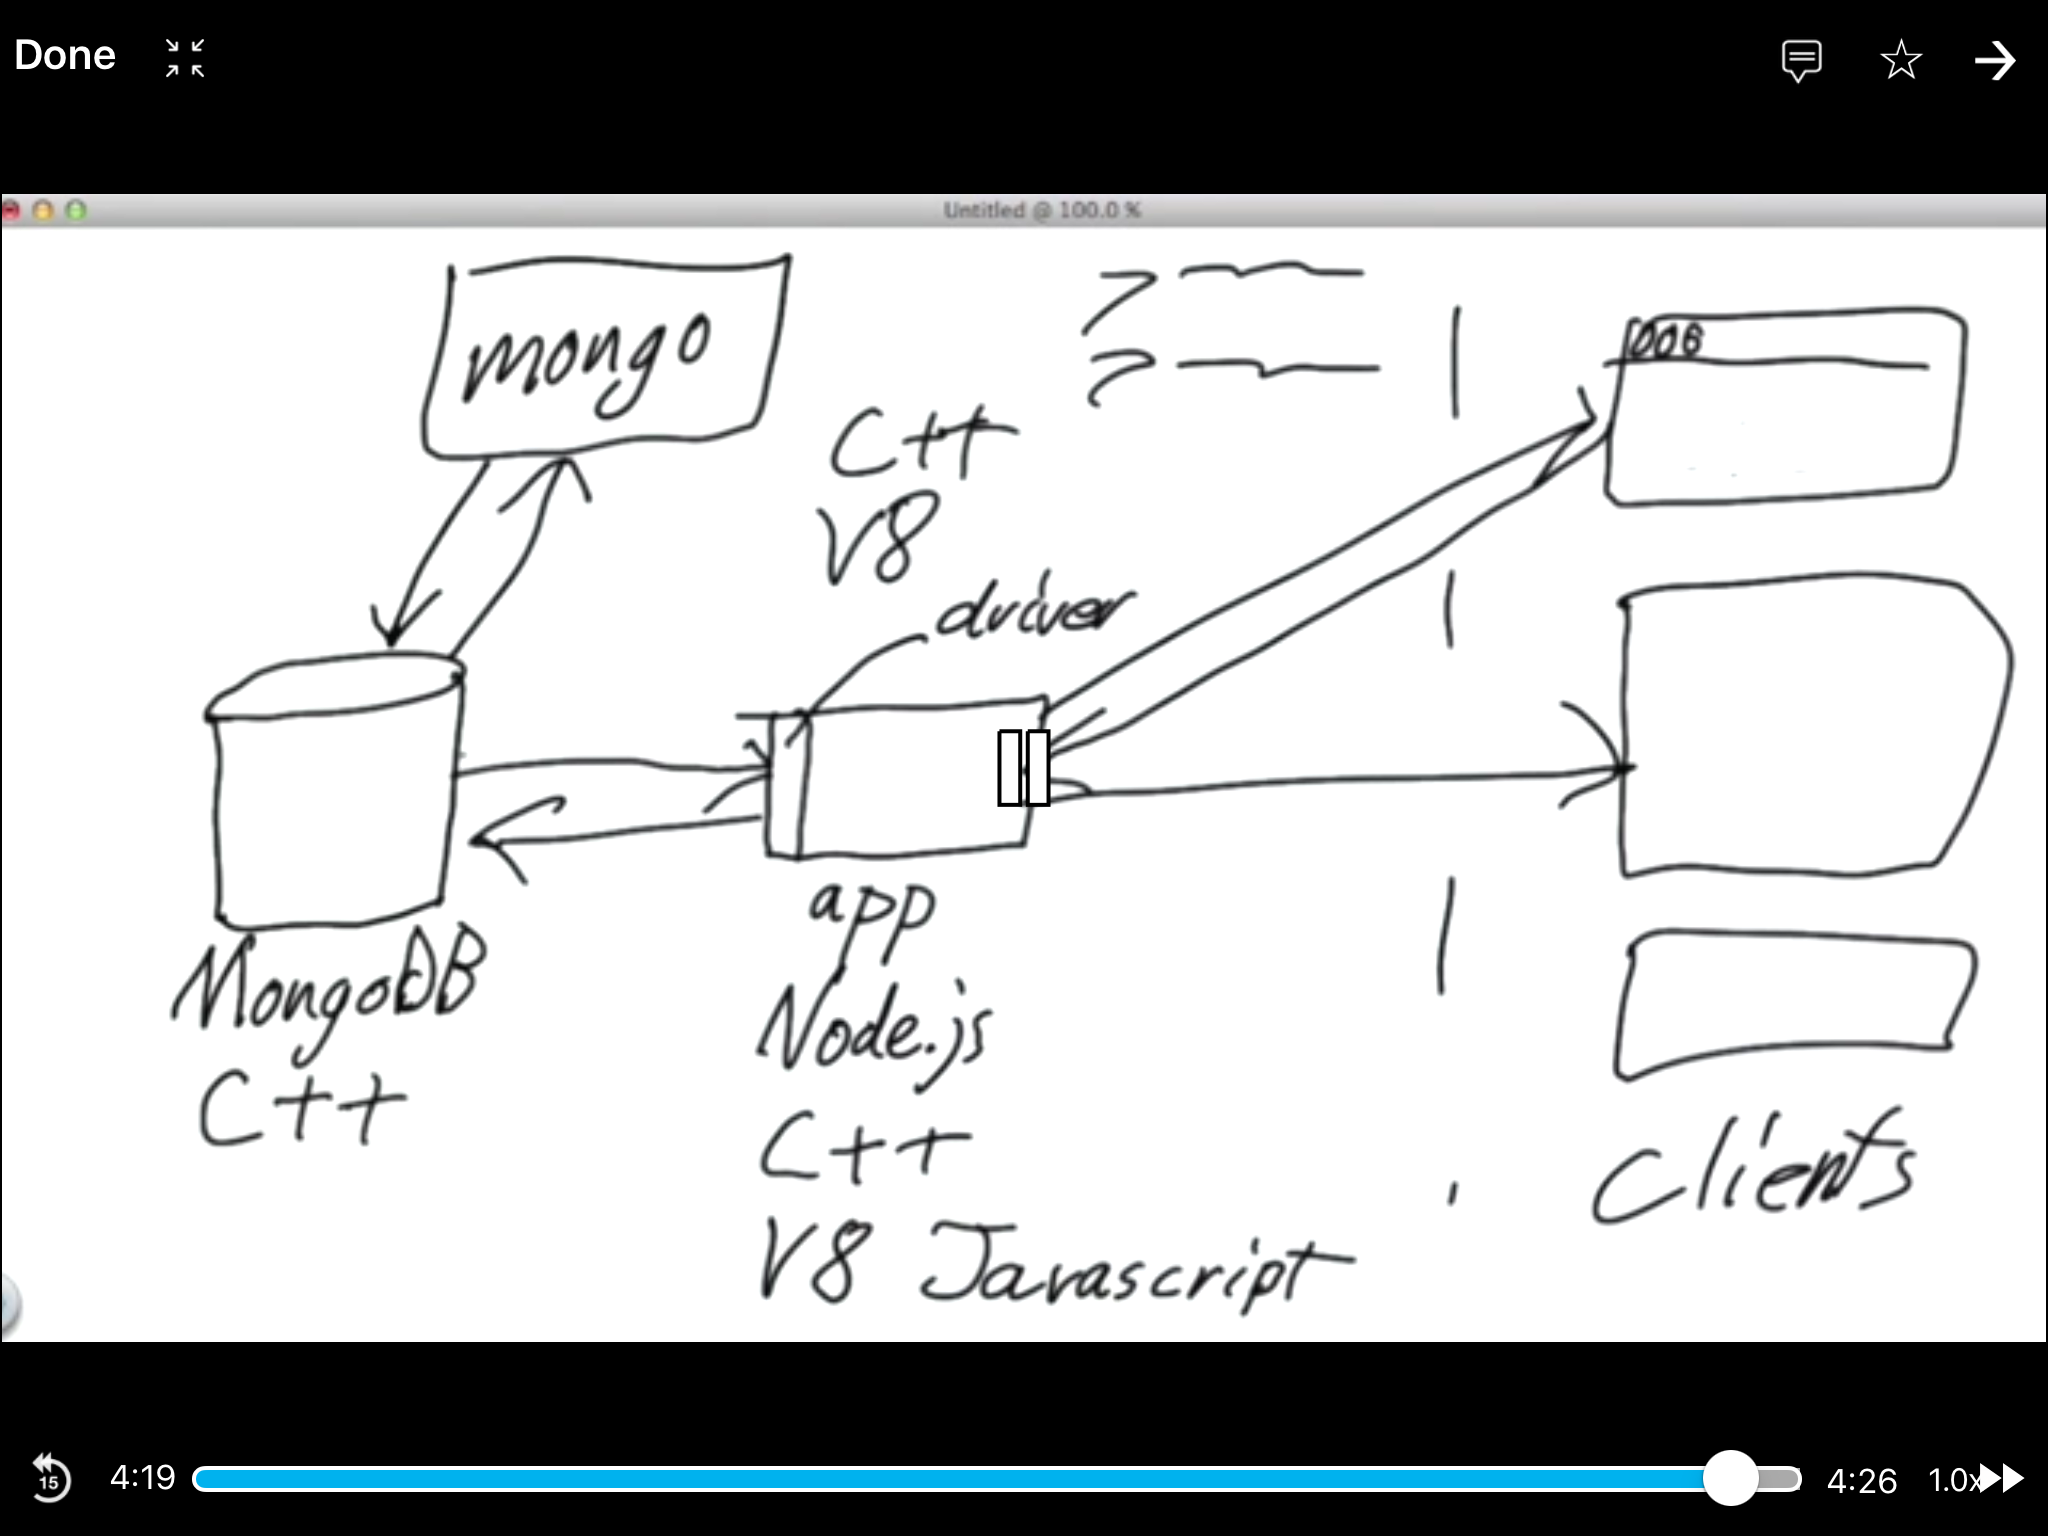 Done
Untitled @ 100.0 %
mongo
C++
V8
driver
MongoDB
C++
app
Node.js
C++
V8 Javascript
Clients
15
4:19
4:26
1.0x